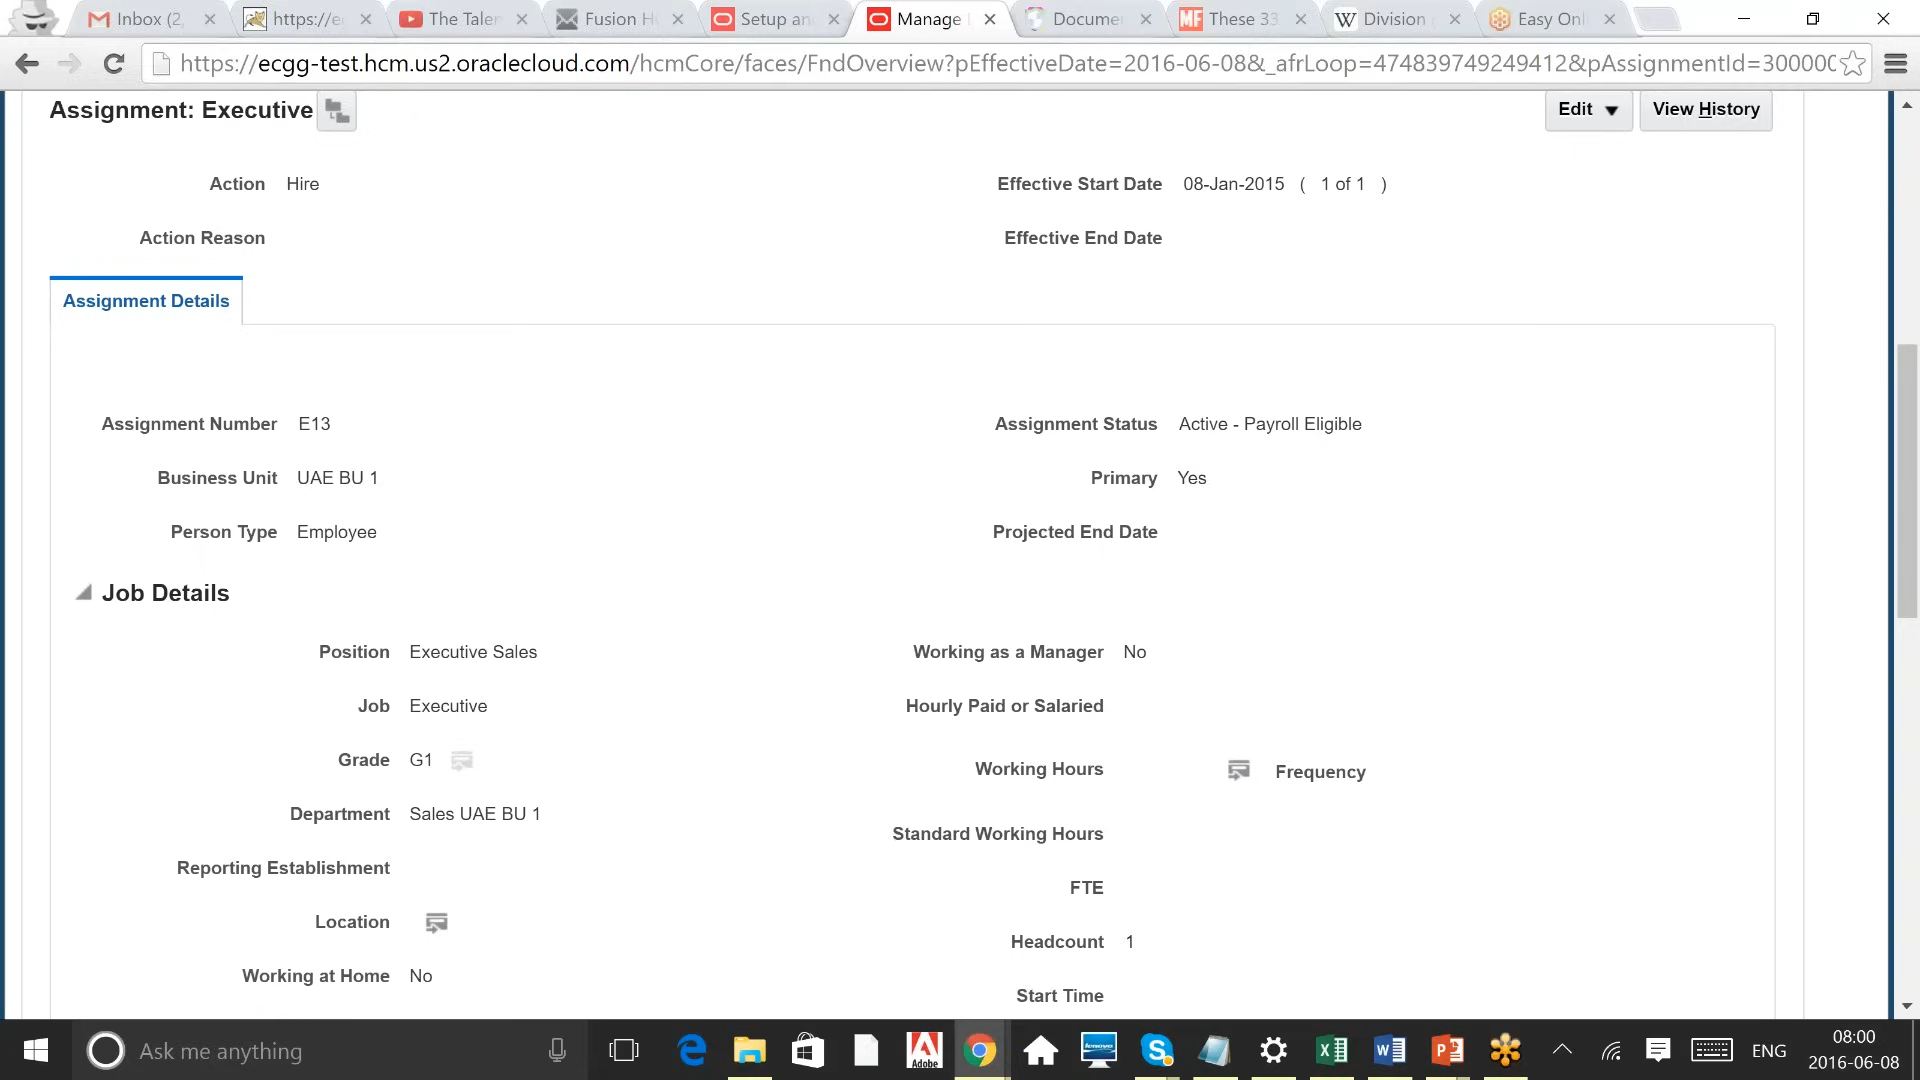 Inbox (2,
https://e
The Talen
Fusion H
Setup an
Manage
Docume
MF These 33
W Division
Easy Onl
https://ecgg-test.hcm.us2.oraclecloud.com/hcmCore/faces/FndOverview?pEffectiveDate=2016-06-08&_afrLoop=474839749249412&pAssignmentId=300000
Assignment: Executive
Edit
View History
Action Hire
Effective Start Date 08-Jan-2015 ( 1 of 1 )
Action Reason
Effective End Date
Assignment Details
Assignment Number E13
Assignment Status Active - Payroll Eligible
Business Unit UAE BU 1
Primary Yes
Person Type Employee
Projected End Date
Job Details
Position Executive Sales
Working as a Manager No
Job Executive
Hourly Paid or Salaried
Grade G1
Working Hours
Frequency
Department Sales UAE BU 1
Standard Working Hours
Reporting Establishment
FTE
Location
Headcount 1
Working at Home No
Start Time
Ask me anything
Adobe
lenovo
ENG
08:00
2016-06-08